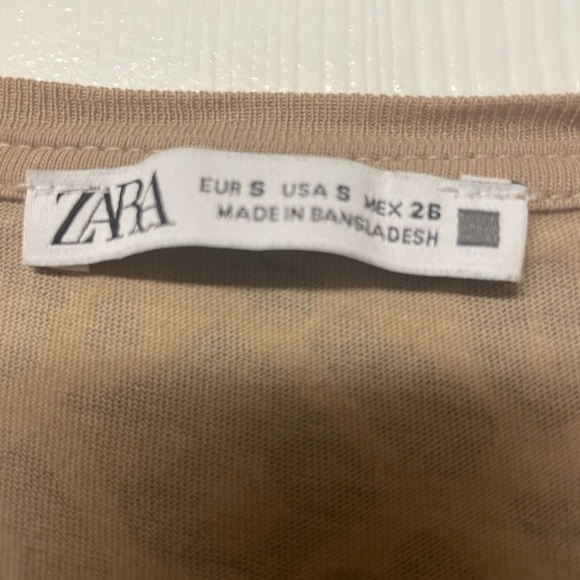 ZARA
EUR S USA S MEX 26
MADE IN BANGLADESH